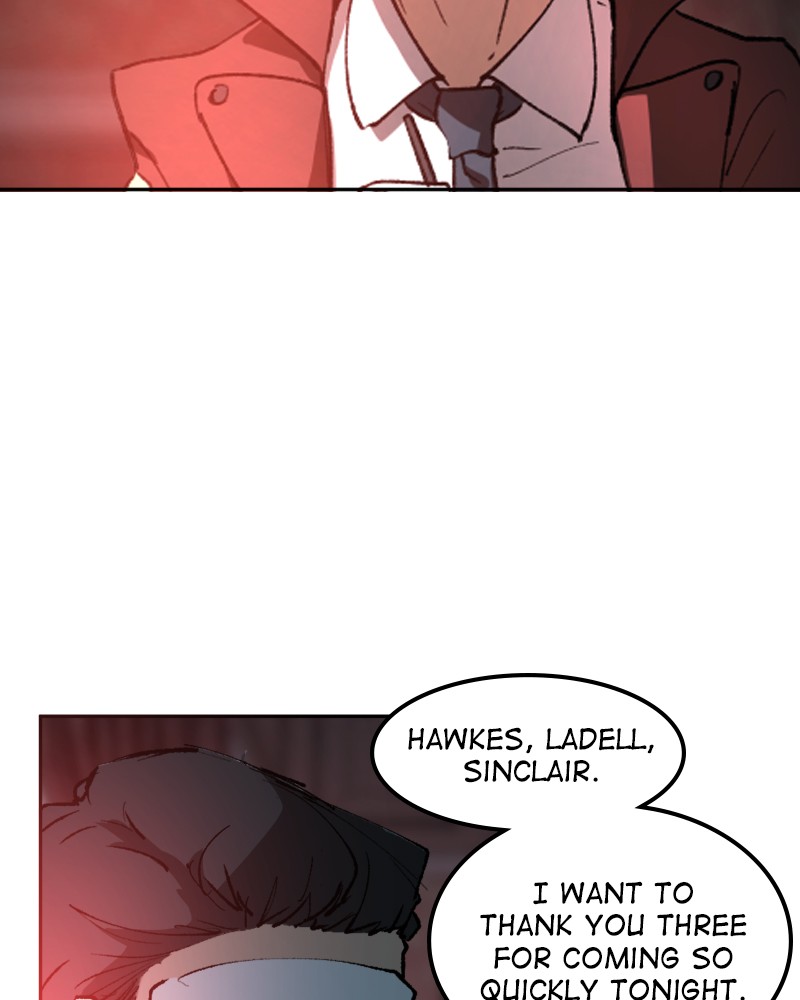 HAWKES, LADELL,
SINCLAIR.
I WANT TO
THANK YOU THREE
FOR COMING SO
QUICKLY TONIGHT.